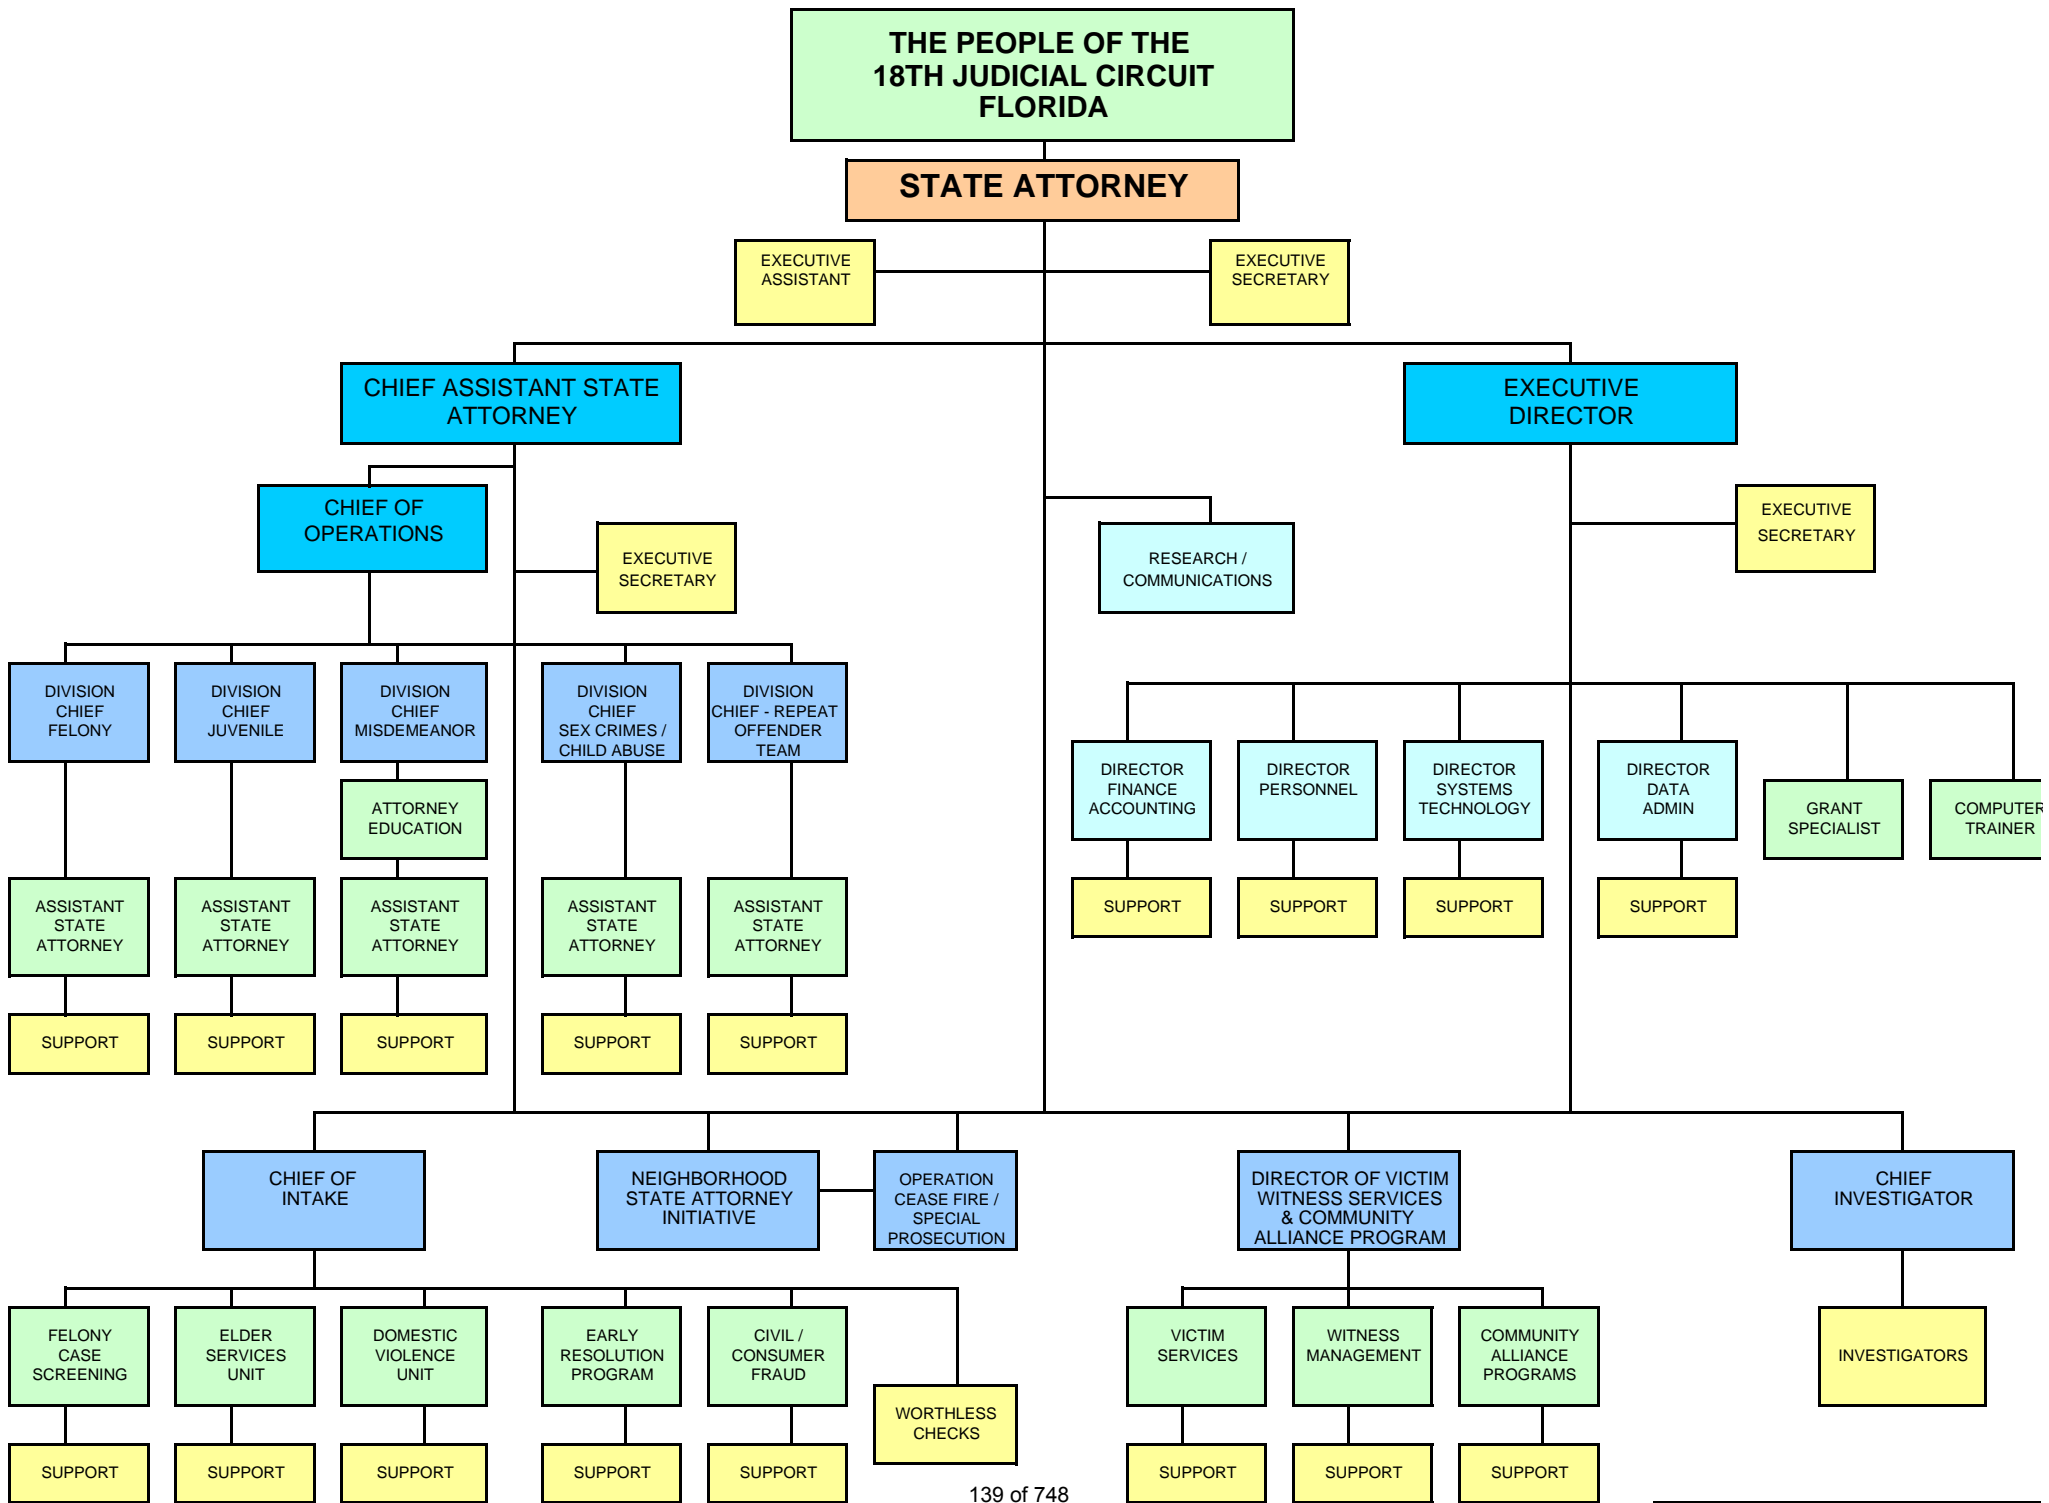 THE PEOPLE OF THE
18TH JUDICIAL CIRCUIT
FLORIDA
STATE ATTORNEY
EXECUTIVE
ASSISTANT
EXECUTIVE
SECRETARY
CHIEF ASSISTANT STATE
ATTORNEY
EXECUTIVE
DIRECTOR
CHIEF OF
OPERATIONS
EXECUTIVE
SECRETARY
RESEARCH /
COMMUNICATIONS
EXECUTIVE
SECRETARY
DIVISION
CHIEF
FELONY
DIVISION
CHIEF
JUVENILE
DIVISION
CHIEF
MISDEMEANOR
DIVISION
CHIEF
SEX CRIMES /
CHILD ABUSE
DIVISION
CHIEF - REPEAT
OFFENDER
TEAM
DIRECTOR
FINANCE
ACCOUNTING
DIRECTOR
PERSONNEL
DIRECTOR
SYSTEMS
TECHNOLOGY
DIRECTOR
DATA
ADMIN
GRANT
SPECIALIST
COMPUTER
TRAINER
ATTORNEY
EDUCATION
ASSISTANT
STATE
ATTORNEY
ASSISTANT
STATE
ATTORNEY
ASSISTANT
STATE
ATTORNEY
ASSISTANT
STATE
ATTORNEY
ASSISTANT
STATE
ATTORNEY
SUPPORT
SUPPORT
SUPPORT
SUPPORT
SUPPORT
SUPPORT
SUPPORT
SUPPORT
SUPPORT
CHIEF OF
INTAKE
NEIGHBORHOOD
STATE ATTORNEY
INITIATIVE
OPERATION
CEASE FIRE /
SPECIAL
PROSECUTION
DIRECTOR OF VICTIM
WITNESS SERVICES
& COMMUNITY
ALLIANCE PROGRAM
CHIEF
INVESTIGATOR
FELONY
CASE
SCREENING
ELDER
SERVICES
UNIT
DOMESTIC
VIOLENCE
UNIT
EARLY
RESOLUTION
PROGRAM
CIVIL /
CONSUMER
FRAUD
WORTHLESS
CHECKS
VICTIM
SERVICES
WITNESS
MANAGEMENT
COMMUNITY
ALLIANCE
PROGRAMS
INVESTIGATORS
SUPPORT
SUPPORT
SUPPORT
SUPPORT
SUPPORT
SUPPORT
SUPPORT
SUPPORT
139 of 748